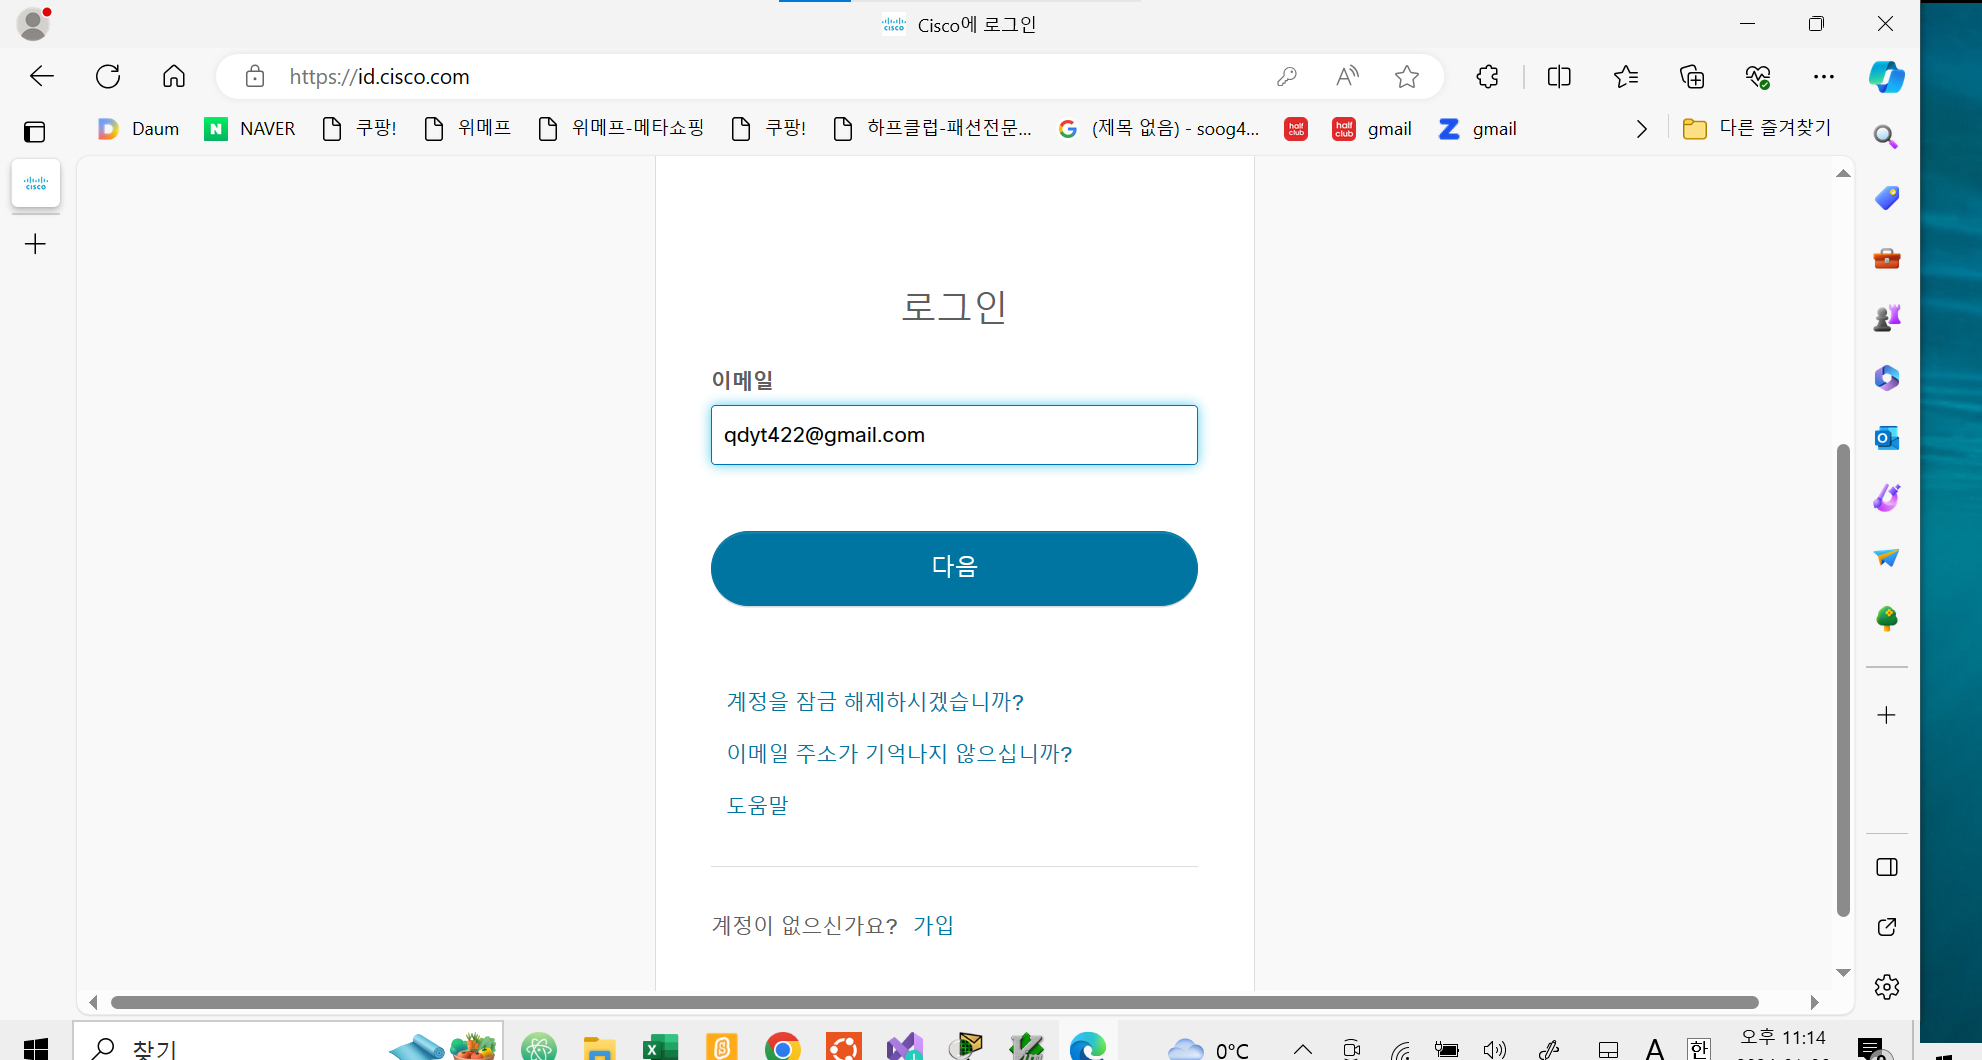 Cisco에 로그인
https://id.cisco.com
Daum
NAVER
쿠팡!
위메프
위메프-메타쇼핑
쿠팡!
하프클럽-패션전문...
(제목 없음) - soog4...
half club
half club
gmail
gmail
다른 즐겨찾기
CISCO
로그인
이메일
qdyt422@gmail.com
다음
계정을 잠금 해제하시겠습니까?
이메일 주소가 기억나지 않으십니까?
도움말
계정이 없으신가요? 가입
찾기
0°C
A
한
오후 11:14